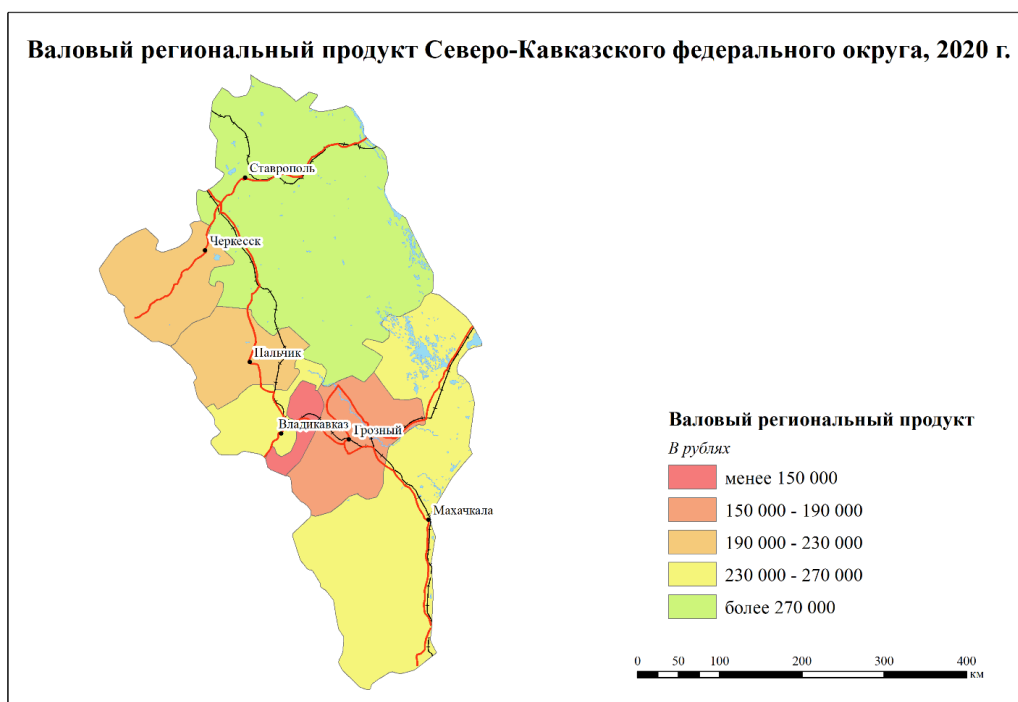 Валовый региональный продукт Северо-Кавказского федерального округа, 2020 г.
Ставрополь
Черкесск
Нальчик
Владикавказ
Грозный
Махачкала
Валовый региональный продукт
В рублях
менее 150 000
150 000 - 190 000
190 000 - 230 000
230 000 - 270 000
более 270 000
0 50 100 200 300 400
км